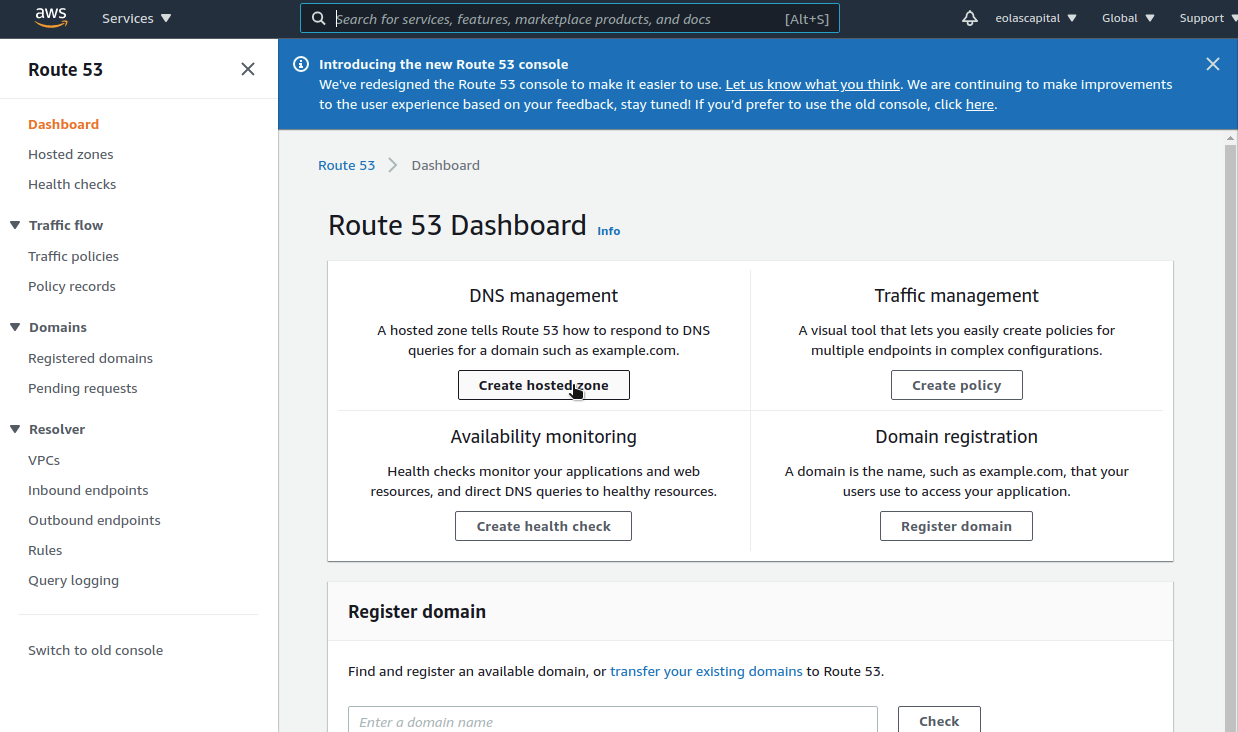 aws
Services
Search for services, features, marketplace products, and docs
[Alt+S]
eolascapital
Global
Support
Route 53
Dashboard
Hosted zones
Health checks
Traffic flow
Traffic policies
Policy records
Domains
Registered domains
Pending requests
Resolver
VPCs
Inbound endpoints
Outbound endpoints
Rules
Query logging
Switch to old console
Introducing the new Route 53 console
We've redesigned the Route 53 console to make it easier to use. Let us know what you think. We are continuing to make improvements
to the user experience based on your feedback, stay tuned! If you'd prefer to use the old console, click here.
Route 53
Dashboard
Route 53 Dashboard Info
DNS management
A hosted zone tells Route 53 how to respond to DNS
queries for a domain such as example.com.
Create hosted zone
Traffic management
A visual tool that lets you easily create policies for
multiple endpoints in complex configurations.
Create policy
Availability monitoring
Health checks monitor your applications and web
resources, and direct DNS queries to healthy resources.
Create health check
Domain registration
A domain is the name, such as example.com, that your
users use to access your application.
Register domain
Register domain
Find and register an available domain, or transfer your existing domains to Route 53.
Enter a domain name
Check